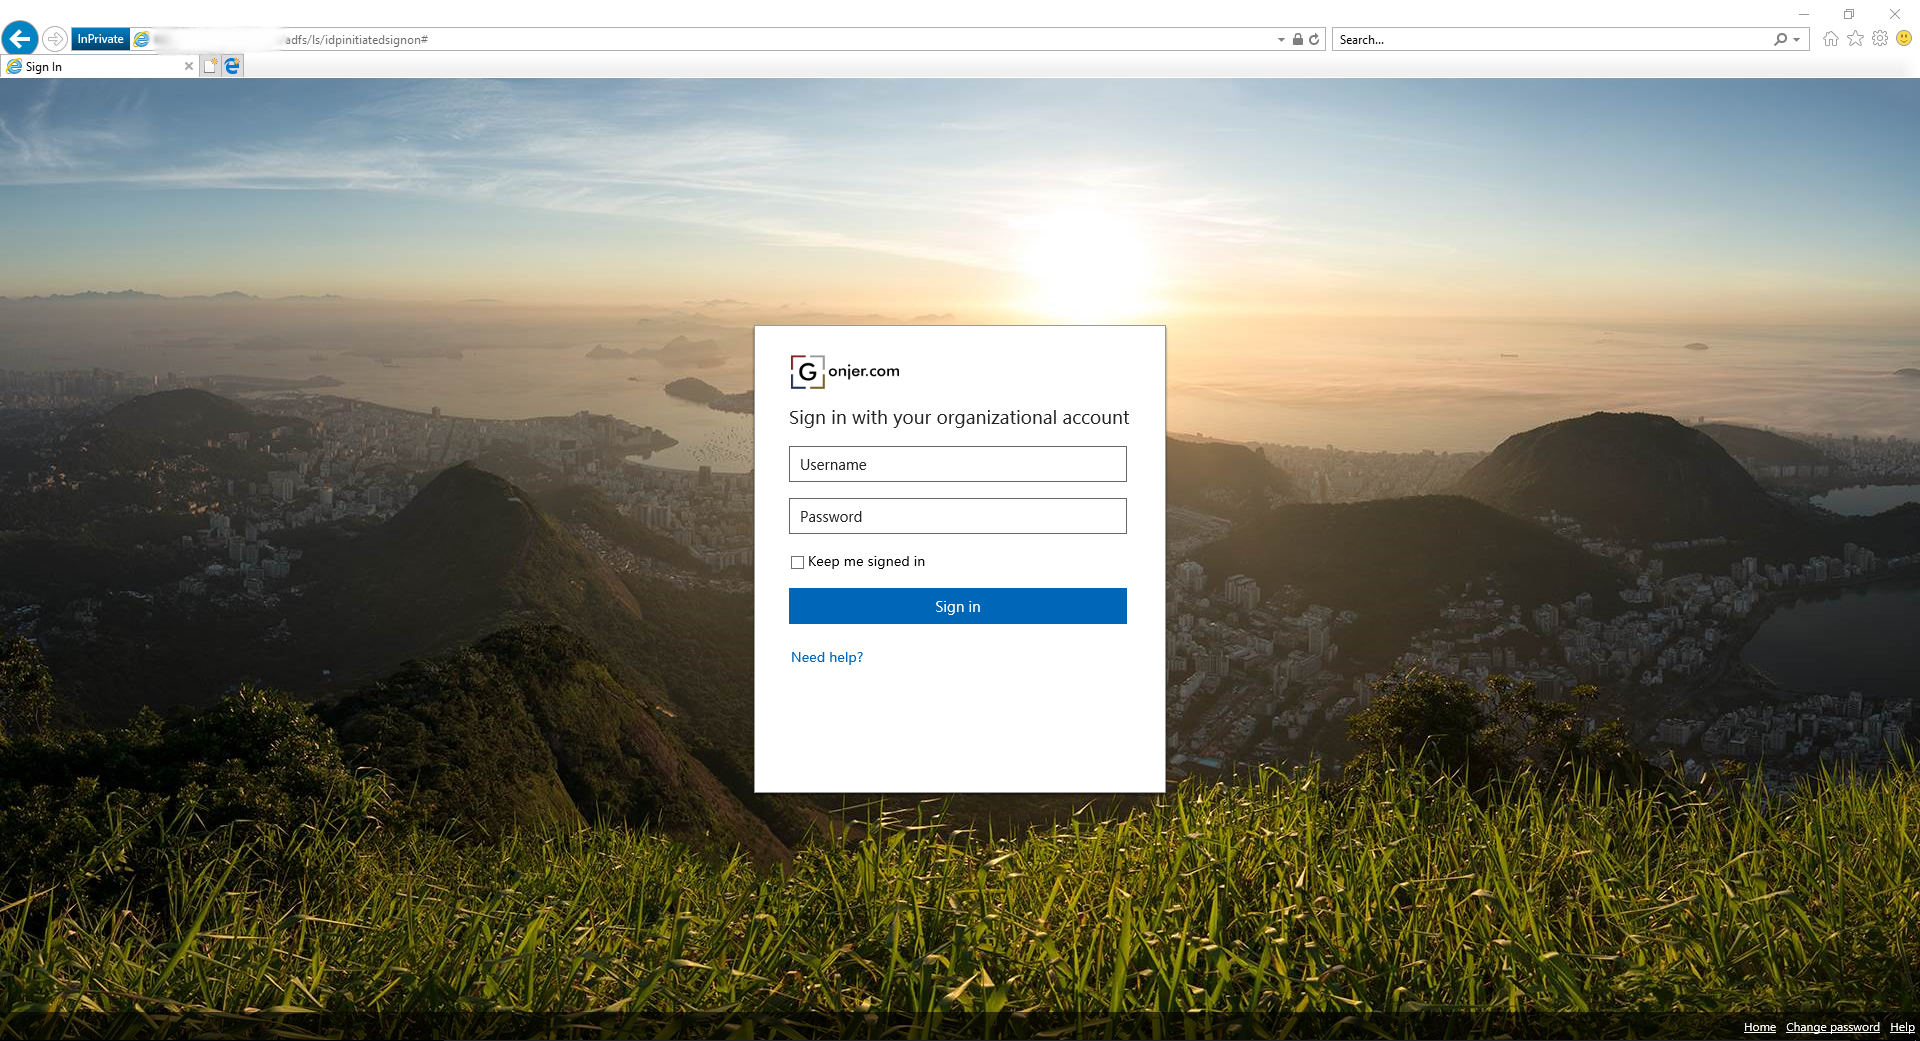 InPrivate
adfs/ls/idpinitiatedsignon#
Search...
Sign In
G onjer.com
Sign in with your organizational account
Username
Password
Keep me signed in
Sign in
Need help?
Home Change password Help